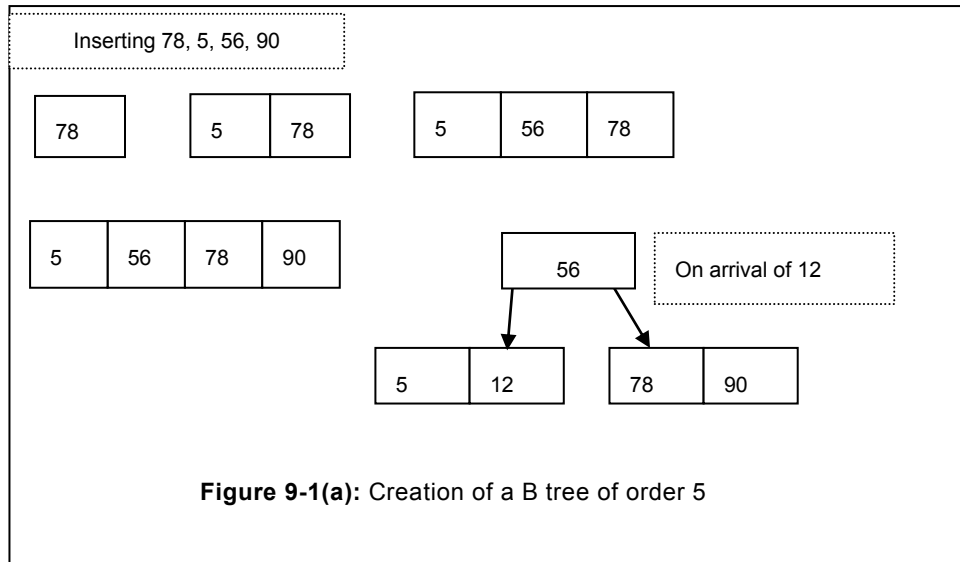 Inserting 78, 5, 56, 90
78 5 78 5 56 78
5 56 78 90
56
On arrival of 12
5 12 78 90
Figure 9-1(a): Creation of a B tree of order 5